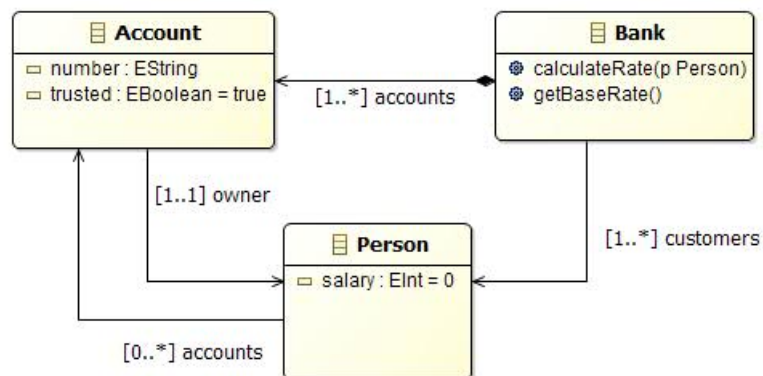 Account
number : EString
trusted : EBoolean = true
Bank
calculateRate(p Person)
getBaseRate()
[1..*] accounts
[1..1] owner
[1..*] customers
Person
salary : EInt = 0
[0..*] accounts